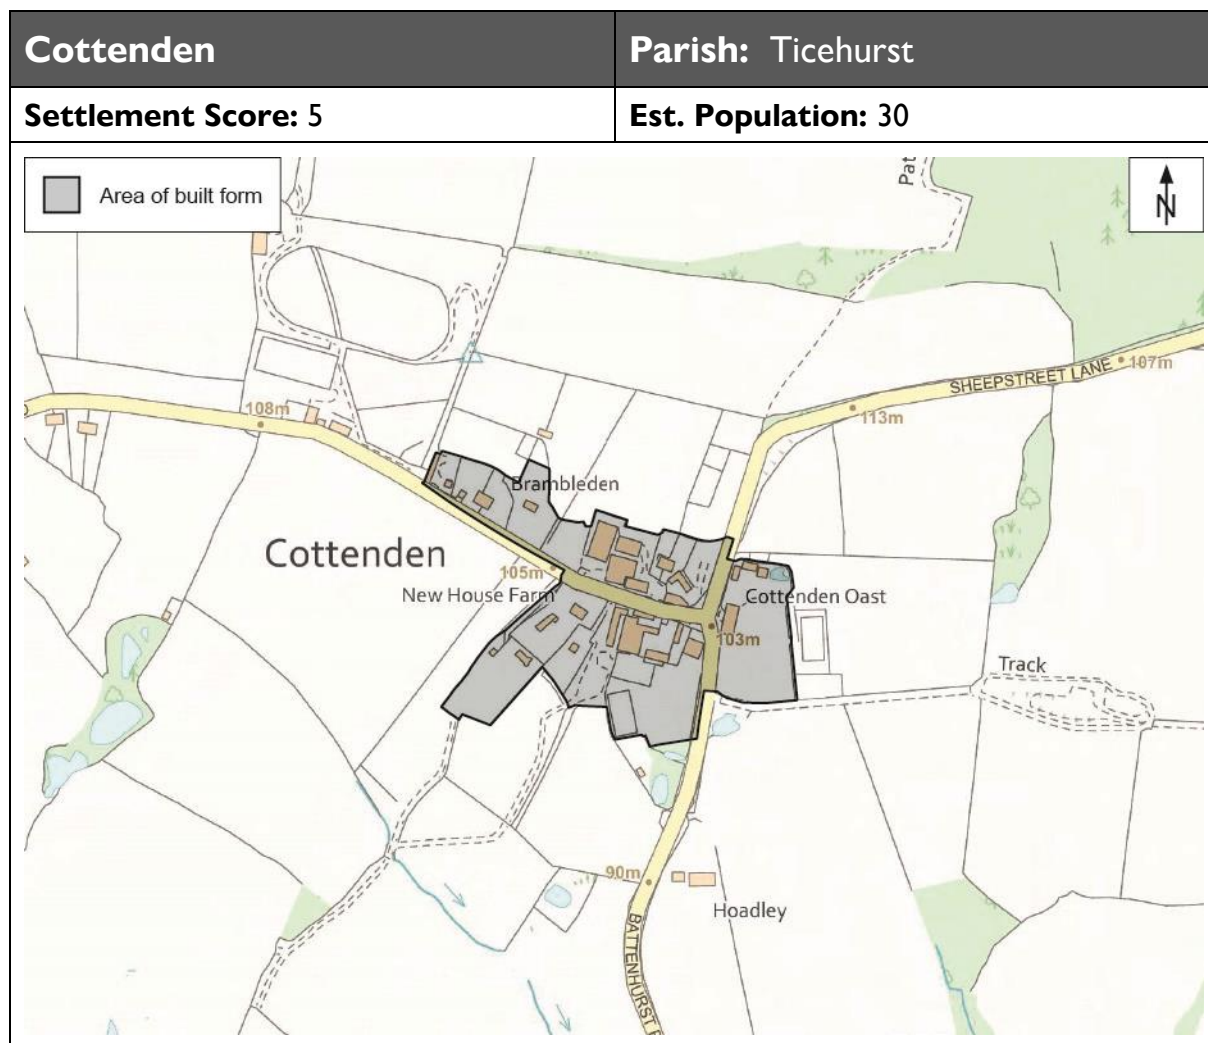 Cottenden
Parish: Ticehurst
Settlement Score: 5
Est. Population: 30
Area of built form
N
Pat
SHEEPSTREET LANE
107m
113m
108m
Brambleden
Cottenden
105m
New House Farm
Cottenden Oast
103m
Track
90m
Hoadley
BATTENHURST